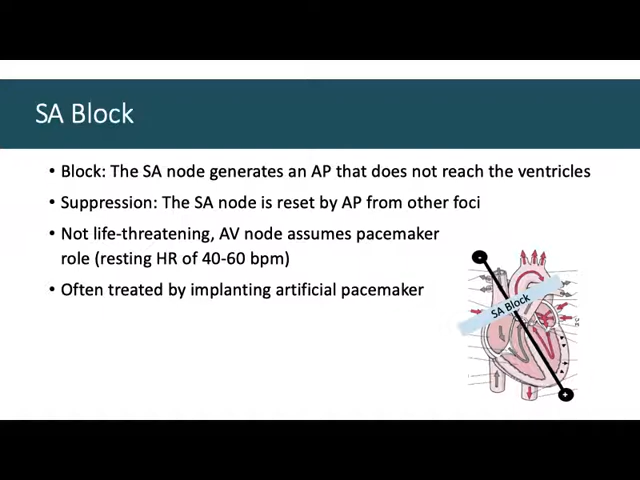 SA Block
• Block: The SA node generates an AP that does not reach the ventricles
• Suppression: The SA node is reset by AP from other foci
• Not life-threatening, AV node assumes pacemaker
role (resting HR of 40-60 bpm)
• Often treated by implanting artificial pacemaker
SA Block